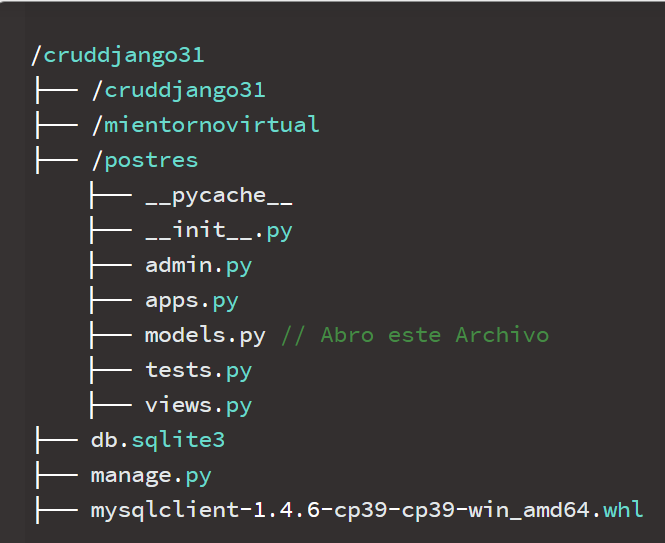 /cruddjango31
├── /cruddjango31
├── /mientornovirtual
├── /postres
    ├── __pycache__
    ├── __init__.py
    ├── admin.py
    ├── apps.py
    ├── models.py // Abro este Archivo
    ├── tests.py
    ├── views.py
├── db.sqlite3
├── manage.py
├── mysqlclient-1.4.6-cp39-cp39-win_amd64.whl